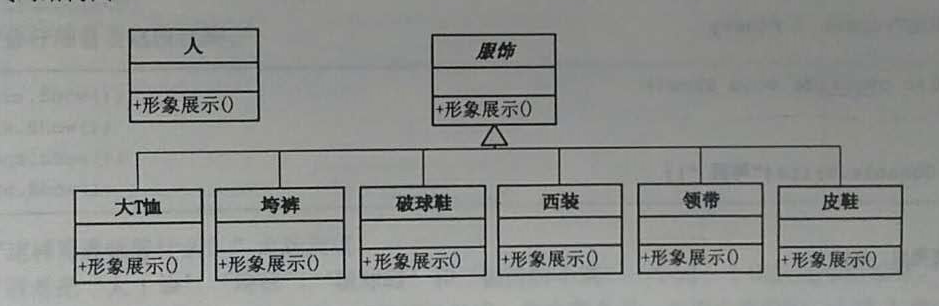 人
服饰
+形象展示()
+形象展示()
大T恤
垮裤
破球鞋
西装
领带
皮鞋
+形象展示()
+形象展示()
+形象展示()
+形象展示()
+形象展示()
+形象展示()